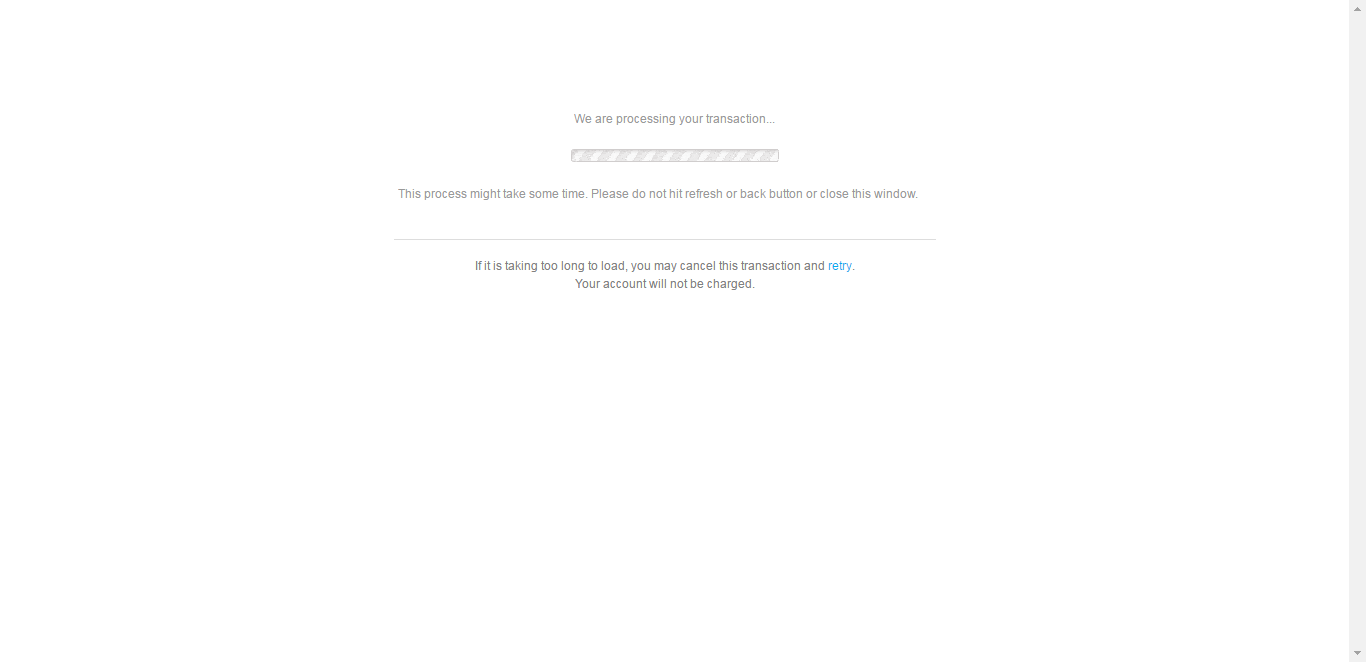 We are processing your transaction...
This process might take some time. Please do not hit refresh or back button or close this window.
If it is taking too long to load, you may cancel this transaction and retry.
Your account will not be charged.